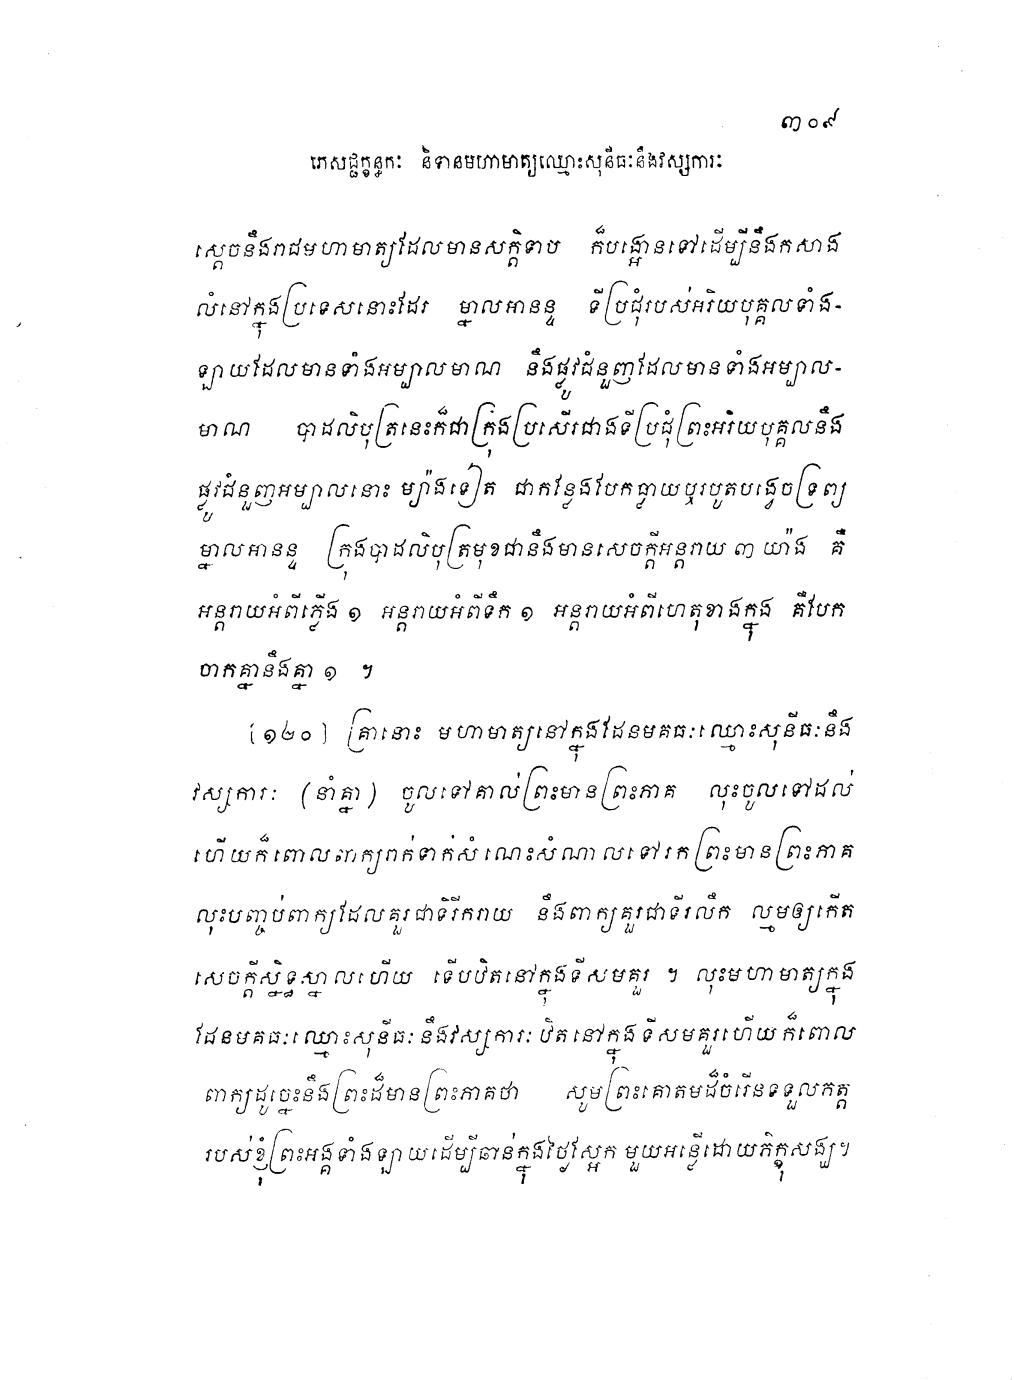 ៣០៩
ភេសជ្ជក្ខន្ធកៈ និទានមហាមាត្យឈ្មោះសុនីធៈនឹងវស្សការៈ
ស្តេចនឹងរាជមហាមាត្យដែលមានសក្តិទាប ក៏បង្អោនទៅដើម្បីនឹងកសាង
លំនៅក្នុងប្រទេសនោះដែរ ម្នាលអានន្ទ ទីប្រជុំរបស់អរិយបុគ្គលទាំង-
ឡាយដែលមានទាំងអម្បាលមាណ នឹងផ្លូវជំនួញដែលមានទាំងអម្បាល-
មាណ បាដលិបុត្រនេះក៏ជាក្រុងប្រសើរជាងទីប្រជុំព្រះអរិយបុគ្គលនឹង
ផ្លូវជំនួញអម្បាលនោះ ម្យ៉ាងទៀត ជាកន្លែងបែកធ្លាយឬរបូតបង្វេចទ្រព្យ
ម្នាលអានន្ទ ក្រុងបាដលិបុត្រមុខជានឹងមានសេចក្តីអន្តរាយ ៣ យ៉ាង គឺ
អន្តរាយអំពីភ្លើង ១ អន្តរាយអំពីទឹក ១ អន្តរាយអំពីហេតុខាងក្នុង គឺបែក
ចាកគ្នានឹងគ្នា ១ ។
(១២០) គ្រានោះ មហាមាត្យនៅក្នុងដែនមគធៈឈ្មោះសុនីធៈនឹង
វស្សការៈ (នាំគ្នា) ចូលទៅគាល់ព្រះមានព្រះភាគ លុះចូលទៅដល់
ហើយក៏ពោលពាក្យរាក់ទាក់សំណេះសំណាលទៅរកព្រះមានព្រះភាគ
លុះបញ្ចប់ពាក្យដែលគួរជាទីរីករាយ នឹងពាក្យគួរជាទីរលឹក ល្មមឲ្យកើត
សេចក្តីស្និទ្ធស្នាលហើយ ទើបឋិតនៅក្នុងទីសមគួរ ។ លុះមហាមាត្យក្នុង
ដែនមគធៈឈ្មោះសុនីធៈ នឹងវស្សការៈ ឋិតនៅក្នុងទីសមគួរហើយក៏ពោល
ពាក្យដូច្នេះនឹងព្រះដ៏មានព្រះភាគថា សូមព្រះគោតមដ៏ចំរើនទទួលភត្ត
របស់ខ្ញុំព្រះអង្គទាំងឡាយដើម្បីឆាន់ក្នុងថ្ងៃស្អែក មួយអន្លើដោយភិក្ខុសង្ឃ។